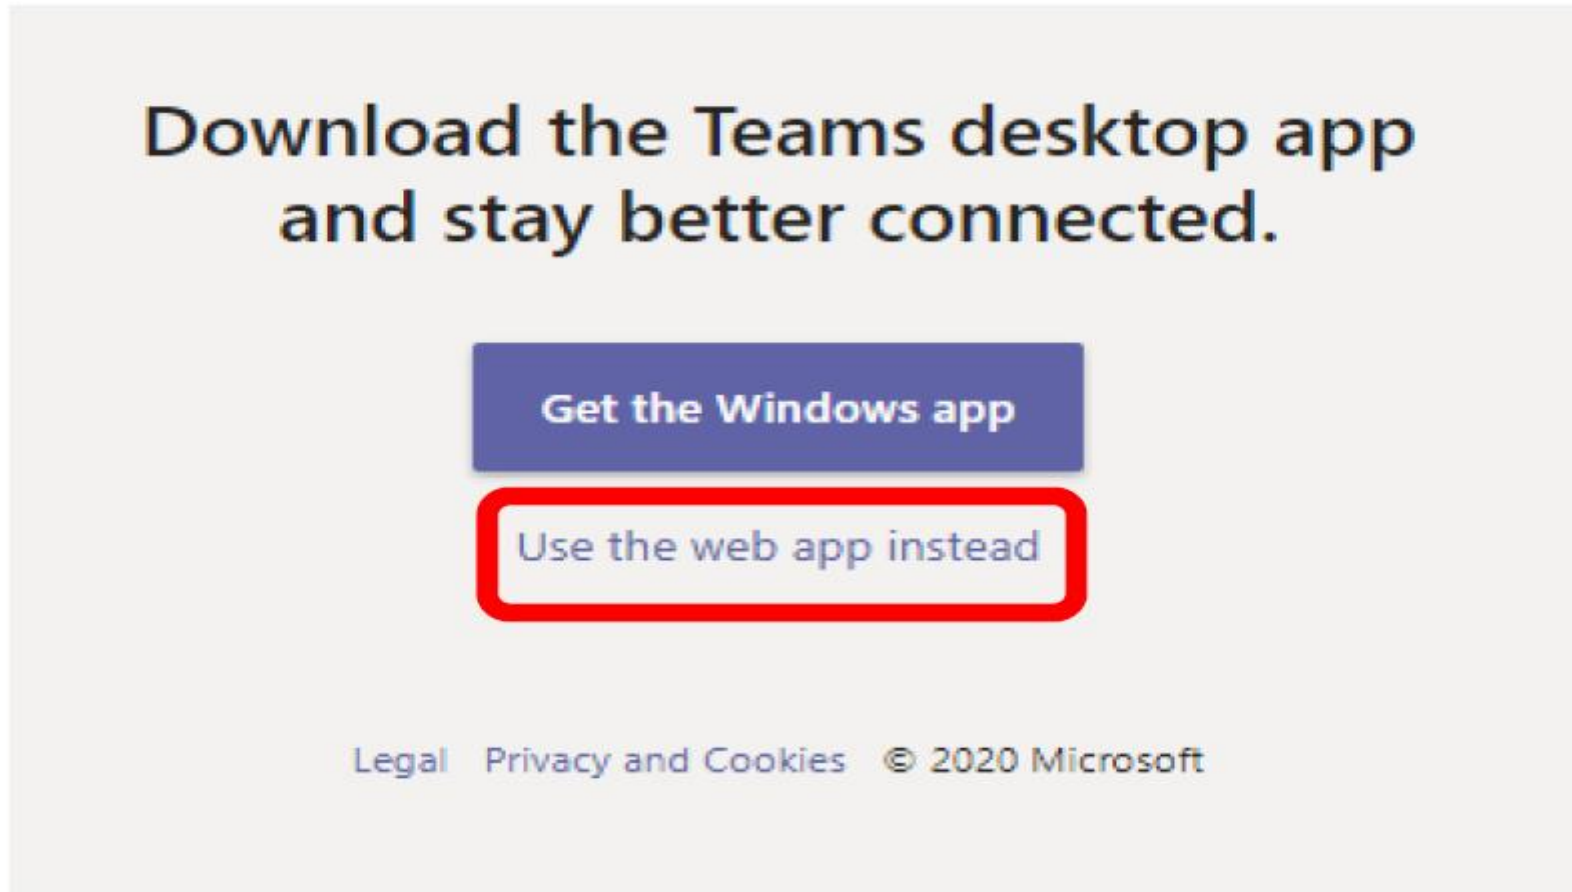 Download the Teams desktop app
and stay better connected.
Get the Windows app
Use the web app instead
Legal Privacy and Cookies © 2020 Microsoft